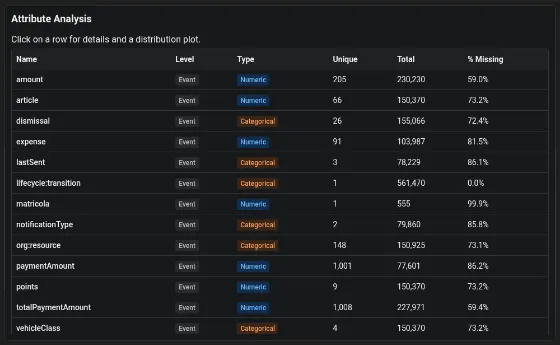 Attribute Analysis
Click on a row for details and a distribution plot.
Name Level Type Unique Total % Missing
amount Event Numeric 205 230,230 59.0%
article Event Numeric 66 150,370 73.2%
dismissal Event Categorical 26 155,066 72.4%
expense Event Numeric 91 103,987 81.5%
lastSent Event Categorical 3 78,229 86.1%
lifecycle:transition Event Categorical 1 561,470 0.0%
matricola Event Numeric 1 555 99.9%
notificationType Event Categorical 2 79,860 85.8%
org:resource Event Categorical 148 150,925 73.1%
paymentAmount Event Numeric 1,001 77,601 86.2%
points Event Numeric 9 150,370 73.2%
totalPaymentAmount Event Numeric 1,008 227,971 59.4%
vehicleClass Event Categorical 4 150,370 73.2%